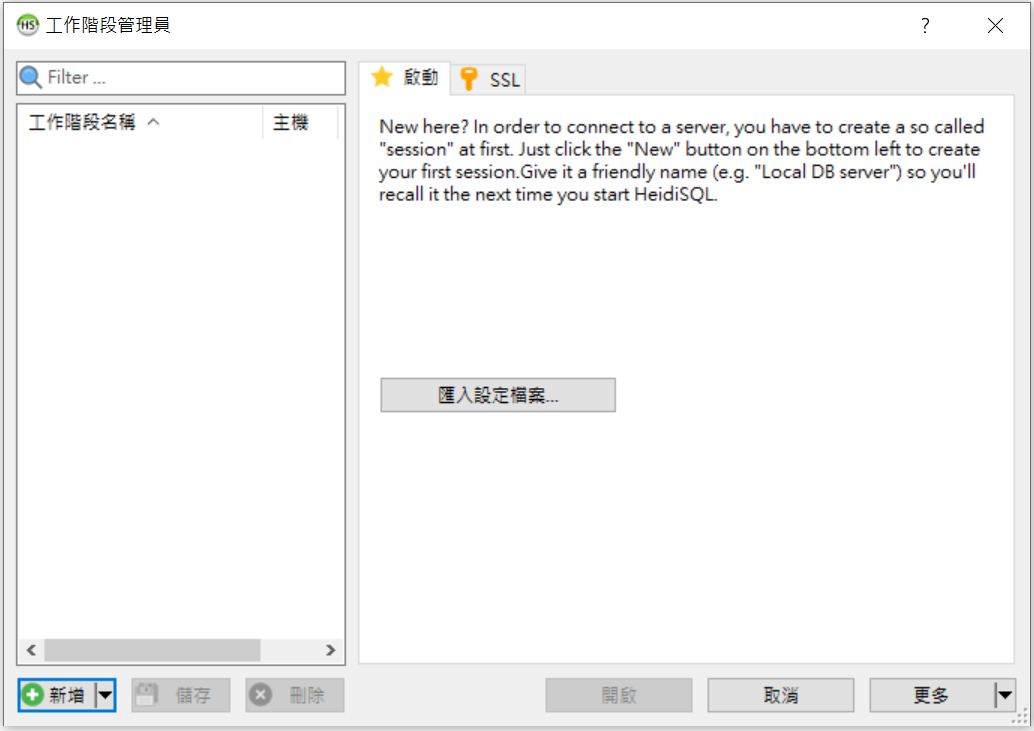 HS 工作階段管理員 ?
Filter ...
工作階段名稱 主機
啟動 SSL
New here? In order to connect to a server, you have to create a so called
"session" at first. Just click the "New" button on the bottom left to create
your first session.Give it a friendly name (e.g. "Local DB server") so you'll
recall it the next time you start HeidiSQL.
匯入設定檔案...
新增 儲存 刪除 開啟 取消 更多